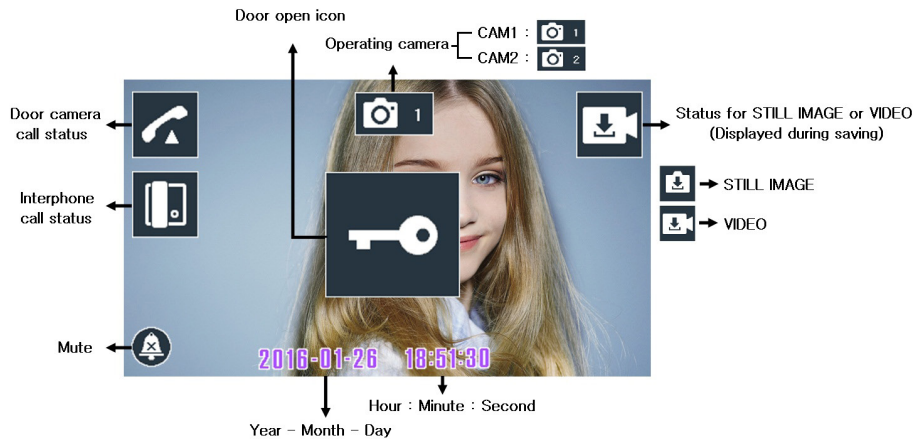 Door open icon
Operating camera
CAM1 : 1
CAM2 : 2
Door camera
call status
1
Status for STILL IMAGE or VIDEO
(Displayed during saving)
Interphone
call status
STILL IMAGE
VIDEO
Mute
2016-01-26 18:51:30
Hour : Minute : Second
Year - Month - Day